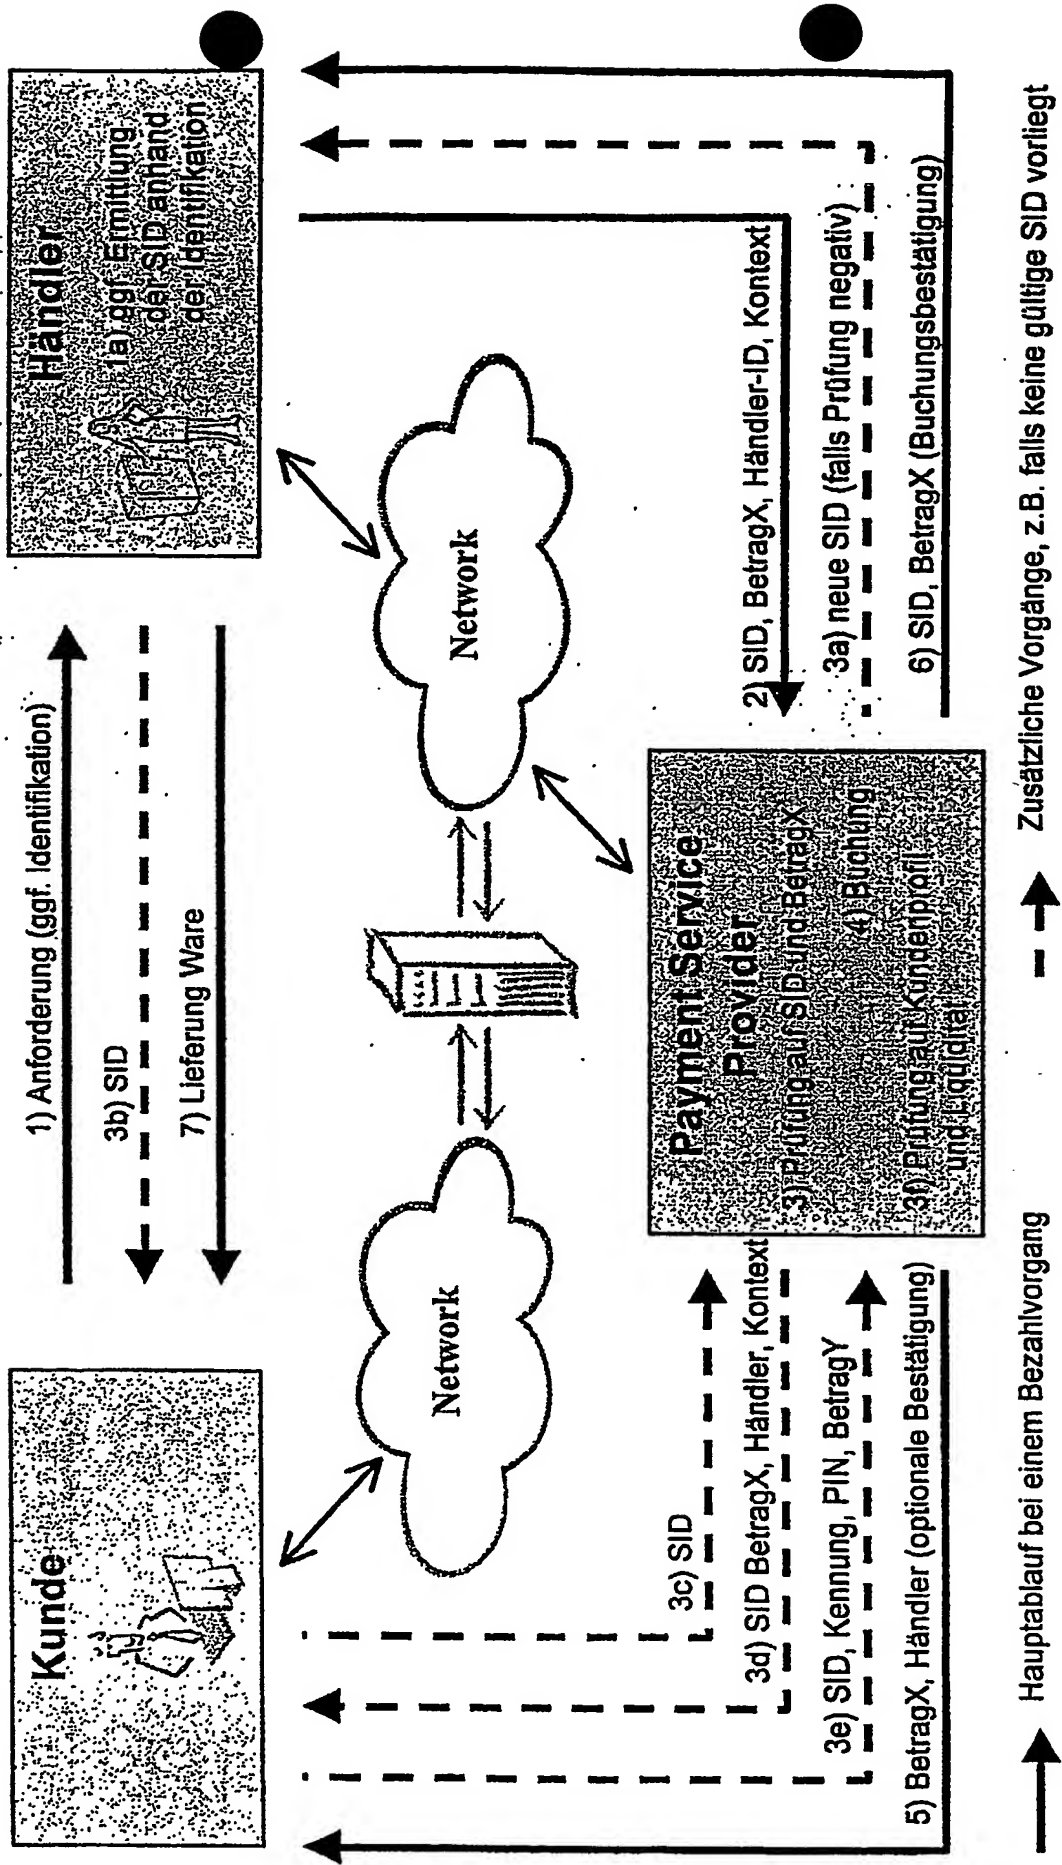 Kunde
Händler
1a) ggf. Ermittlung
der SID anhand
der Identifikation
1) Anforderung (ggf. Identifikation)
3b) SID
7) Lieferung Ware
Network
Network
3c) SID
3d) SID BetragX, Händler, Kontext
3e) SID, Kennung, PIN, BetragY
5) BetragX, Händler (optionale Bestätigung)
Payment Service
Provider
3) Prüfung auf SID und BetragX
4) Buchung
3f) Prüfung auf Kundenprofil
und Liquidität
2) SID, BetragX, Händler-ID, Kontext
3a) neue SID (falls Prüfung negativ)
6) SID, BetragX (Buchungsbestätigung)
Hauptablauf bei einem Bezahlvorgang
Zusätzliche Vorgänge, z.B. falls keine gültige SID vorliegt